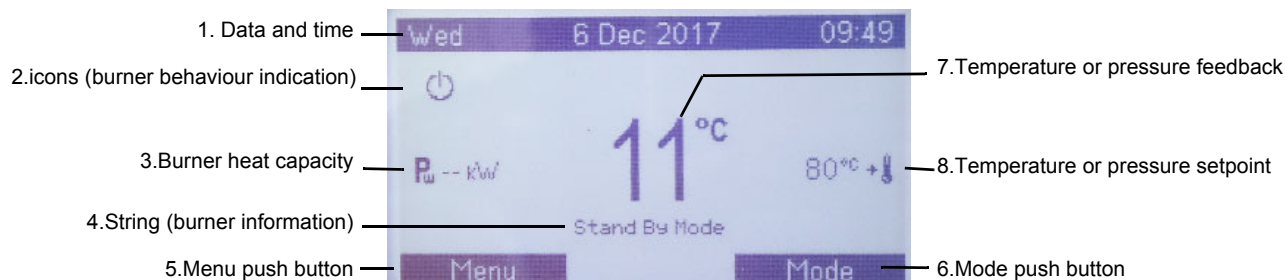 1. Data and time
Wed 6 Dec 2017 09:49
2.icons (burner behaviour indication)
7.Temperature or pressure feedback
11°C
3.Burner heat capacity
Pw -- kW
80°C
8.Temperature or pressure setpoint
4.String (burner information)
Stand By Mode
5.Menu push button
Menu
Mode
6.Mode push button